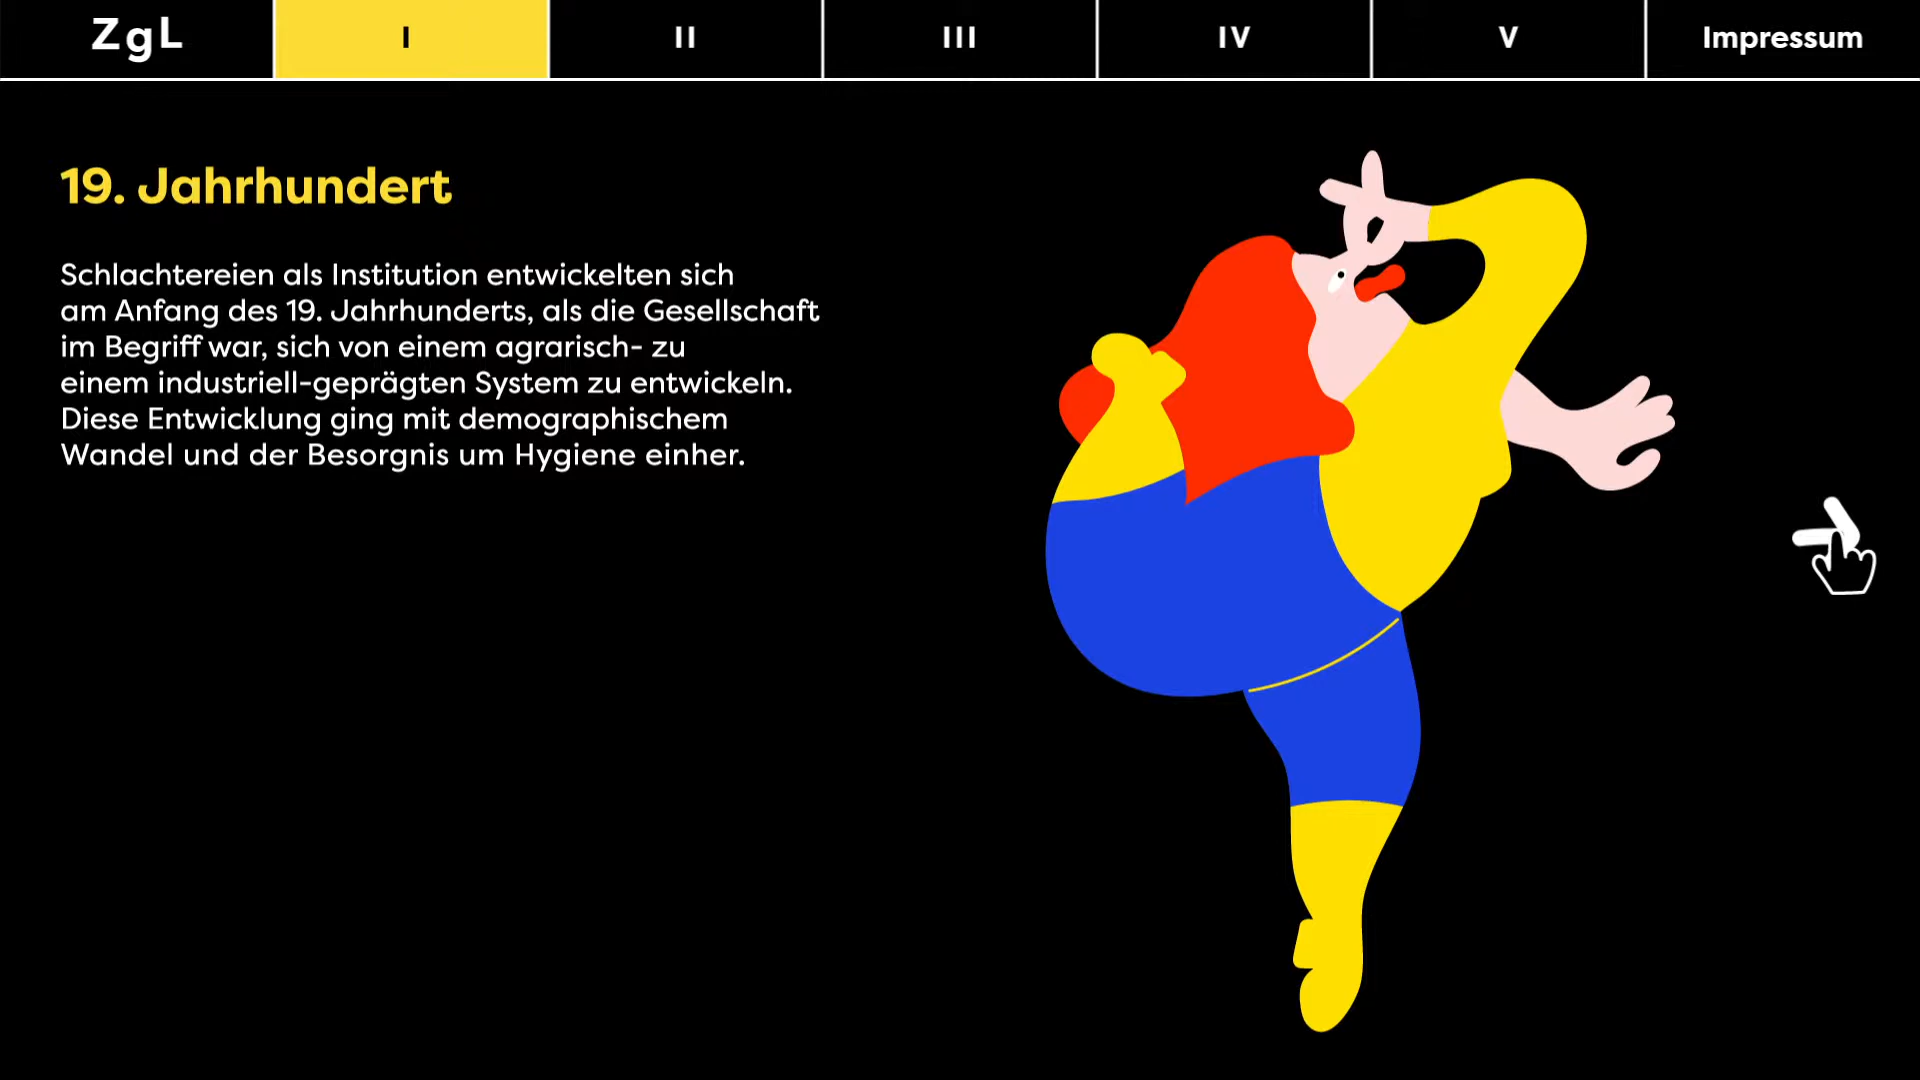 ZgL
I
II
III
IV
V
Impressum
19. Jahrhundert
Schlachtereien als Institution entwickelten sich
am Anfang des 19. Jahrhunderts, als die Gesellschaft
im Begriff war, sich von einem agrarisch- zu
einem industriell-geprägten System zu entwickeln.
Diese Entwicklung ging mit demographischem
Wandel und der Besorgnis um Hygiene einher.